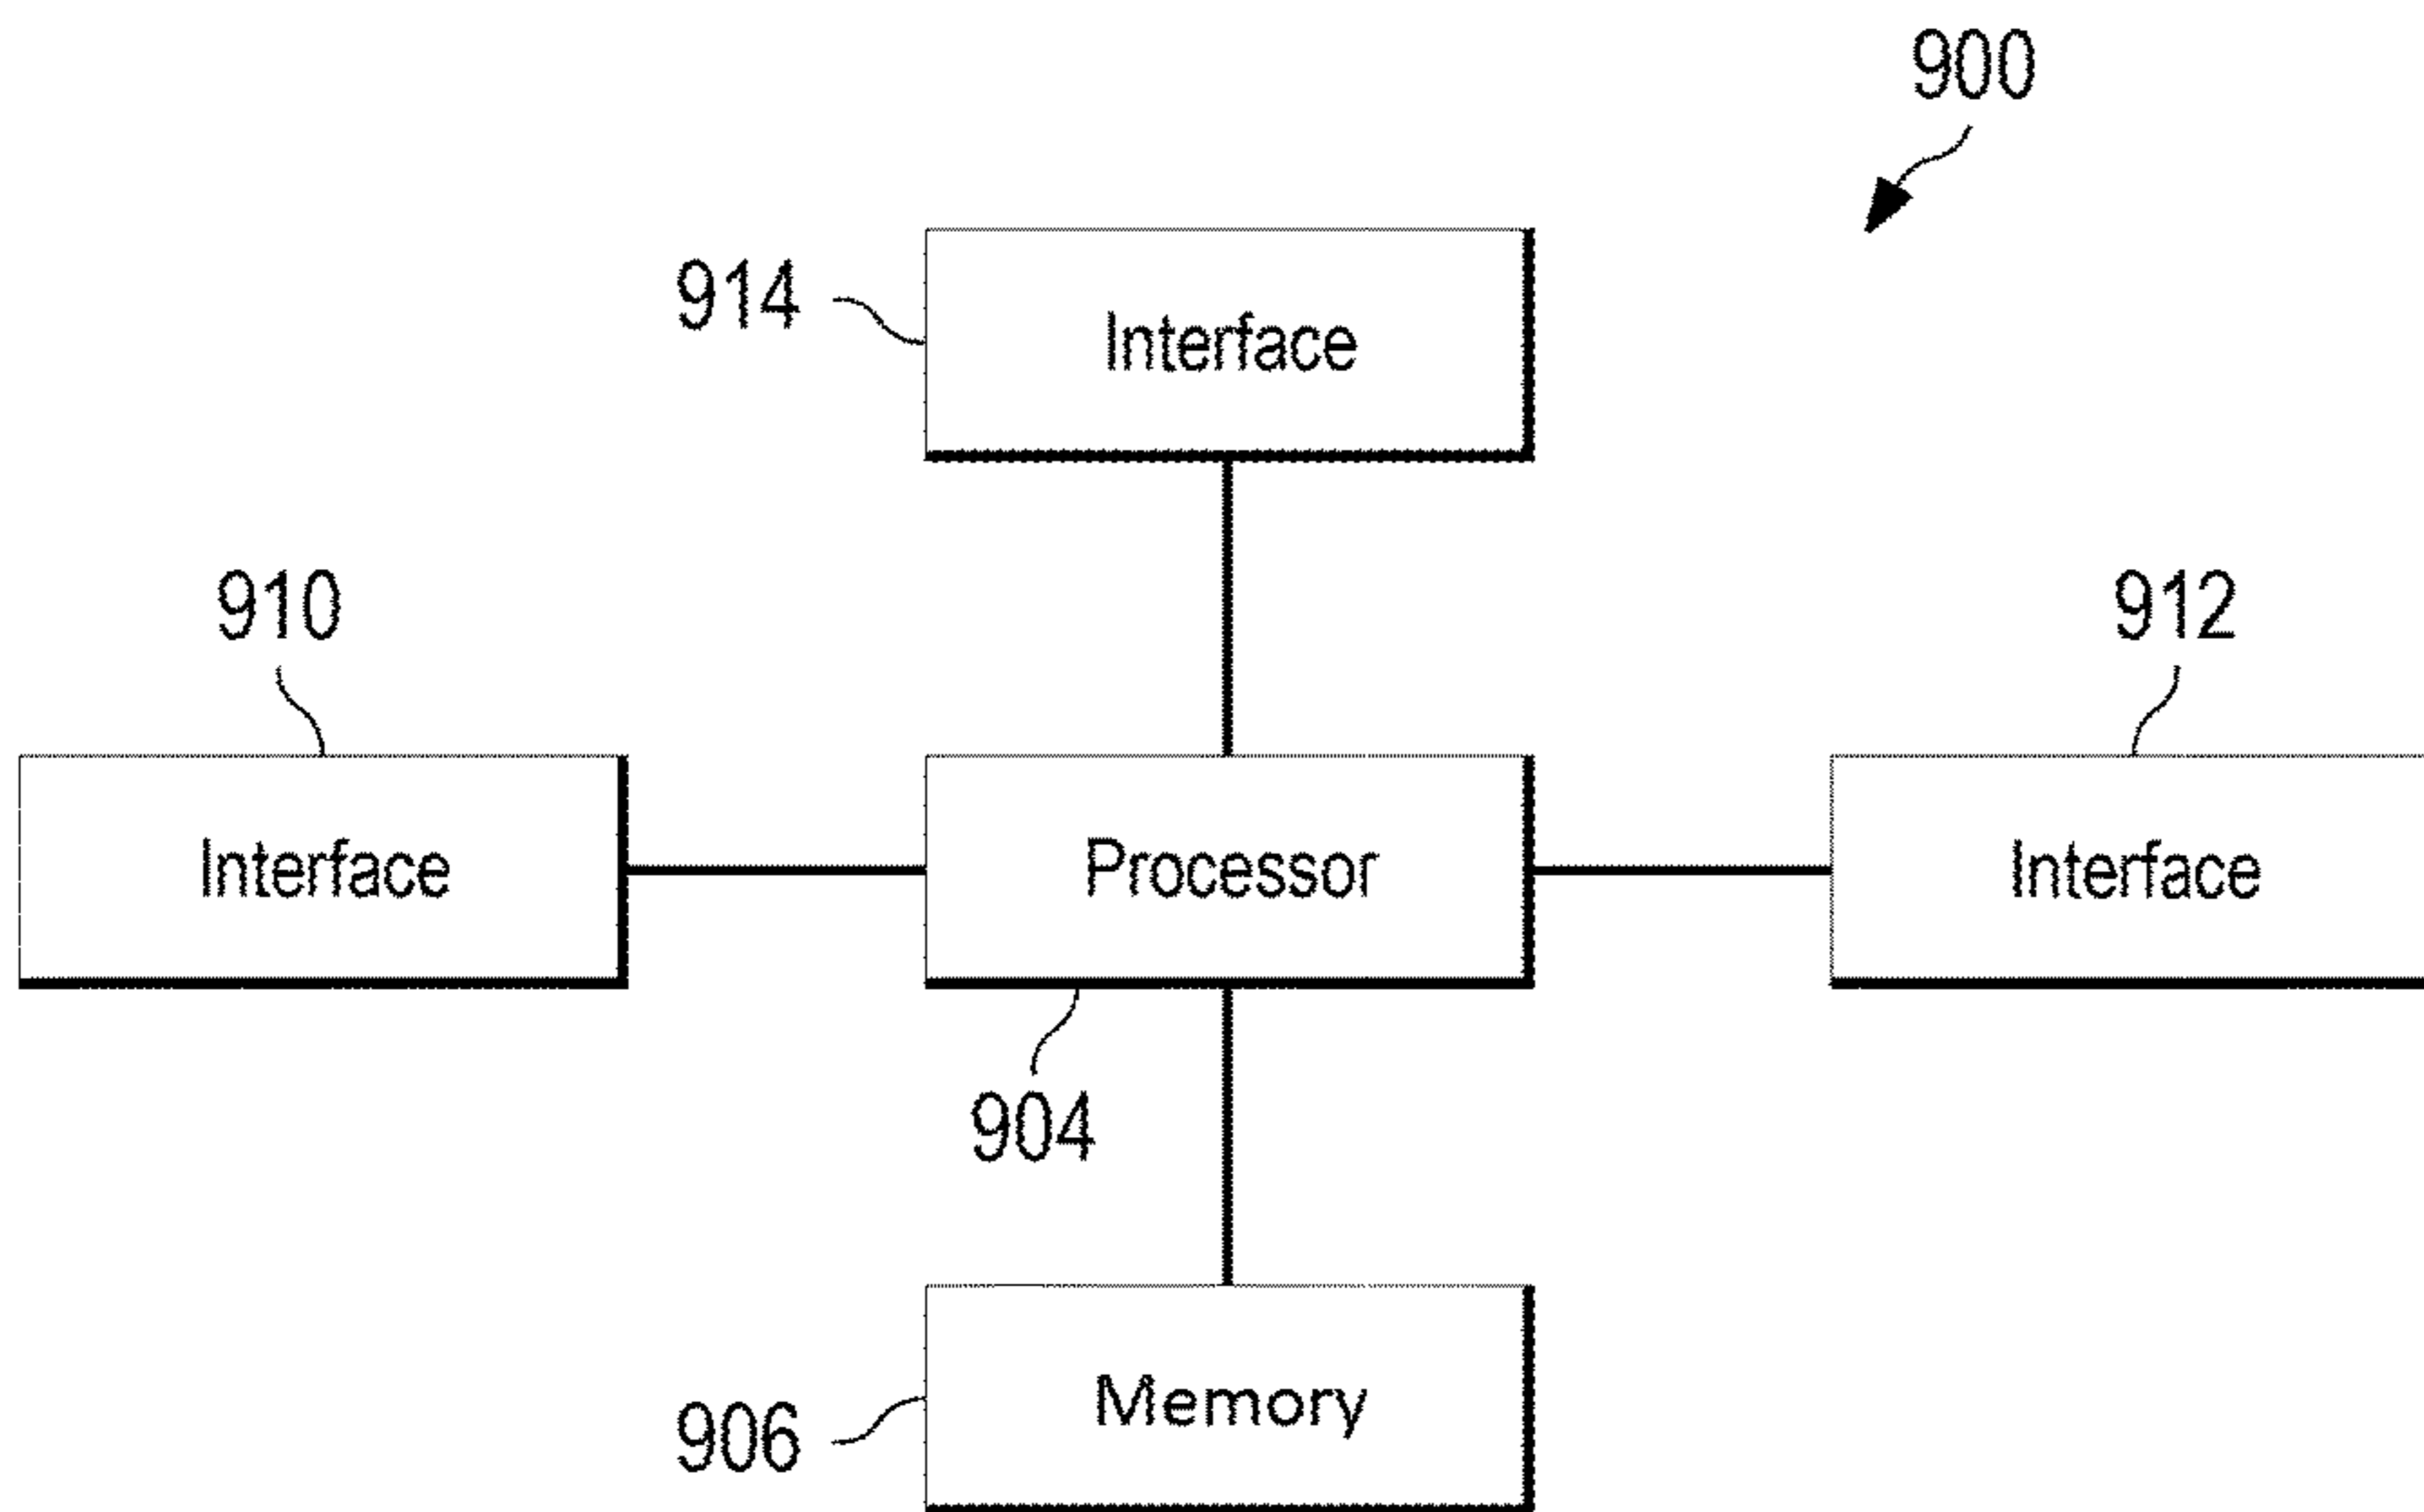 900
914
Interface
910
912
Interface
Processor
Interface
904
906
Memory